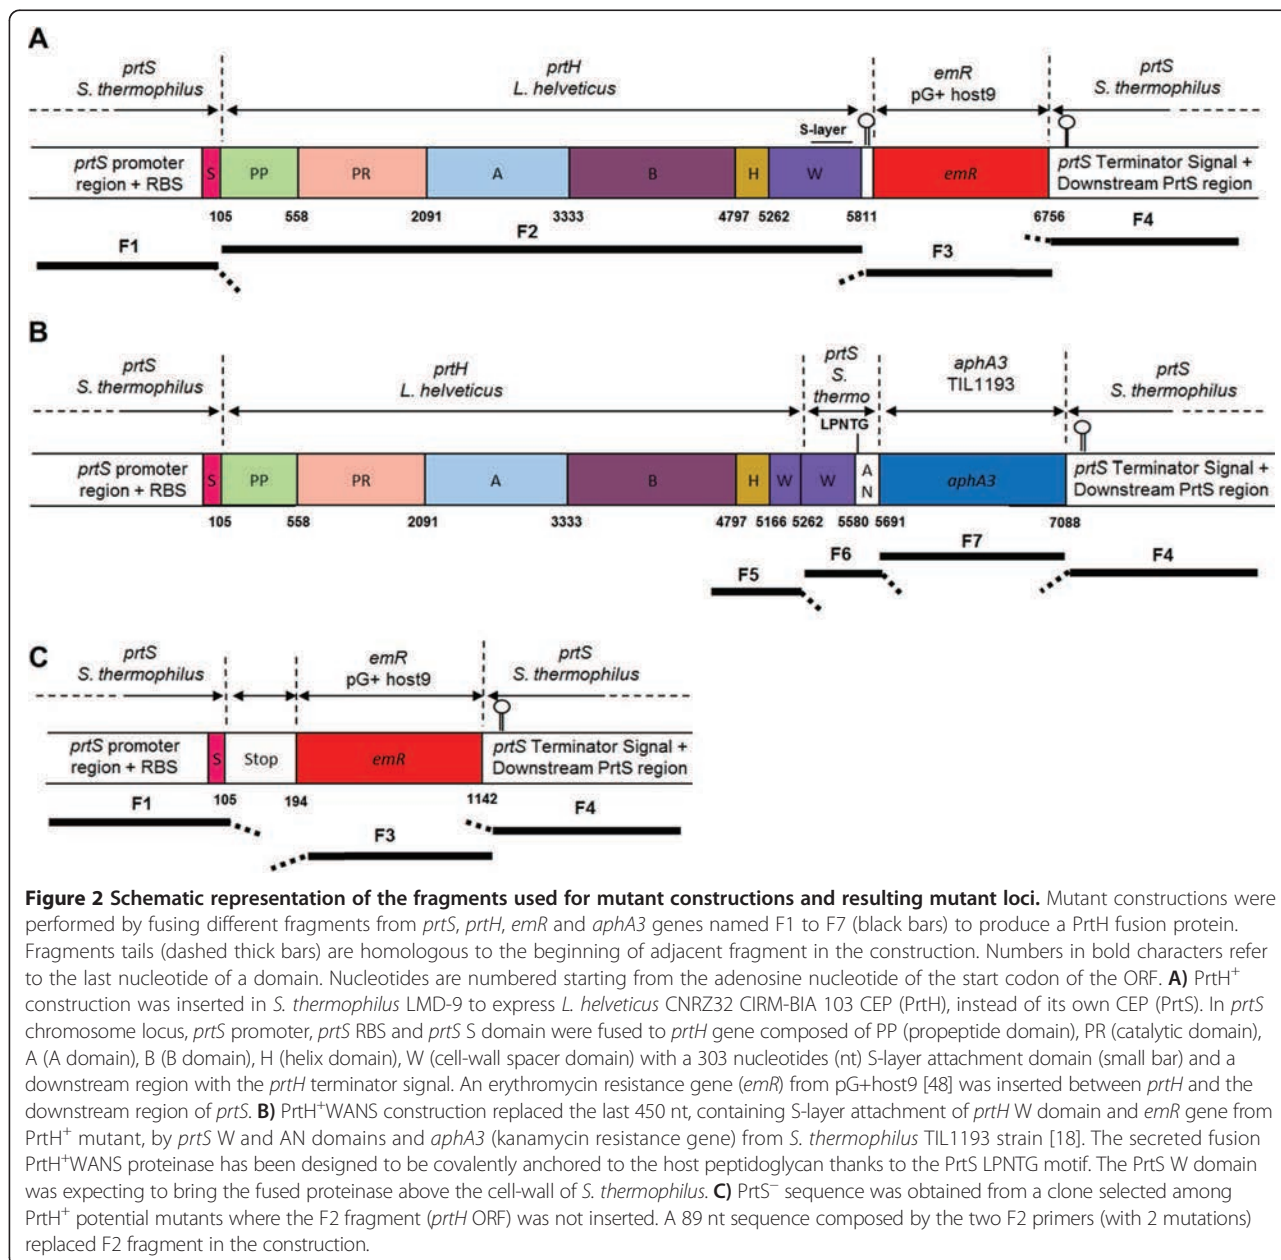 A
prtS
S. thermophilus
prtH
L. helveticus
emR
pG+ host9
prtS
S. thermophilus
S-layer
prtS promoter
region + RBS
S
PP
PR
A
B
H
W
emR
prtS Terminator Signal +
Downstream PrtS region
105
558
2091
3333
4797
5262
5811
6756
F1
F2
F3
F4
B
prtS
S. thermophilus
prtH
L. helveticus
prtS
S.
thermo
aphA3
TIL1193
prtS
S. thermophilus
LPNTG
prtS promoter
region + RBS
S
PP
PR
A
B
H
W
W
A
N
aphA3
prtS Terminator Signal +
Downstream PrtS region
105
558
2091
3333
4797
5166
5262
5580
5691
7088
F5
F6
F7
F4
C
prtS
S. thermophilus
emR
pG+ host9
prtS
S. thermophilus
prtS promoter
region + RBS
S
Stop
emR
prtS Terminator Signal +
Downstream PrtS region
105
194
1142
F1
F3
F4
Figure 2 Schematic representation of the fragments used for mutant constructions and resulting mutant loci. Mutant constructions were
performed by fusing different fragments from prtS, prtH, emR and aphA3 genes named F1 to F7 (black bars) to produce a PrtH fusion protein.
Fragments tails (dashed thick bars) are homologous to the beginning of adjacent fragment in the construction. Numbers in bold characters refer
to the last nucleotide of a domain. Nucleotides are numbered starting from the adenosine nucleotide of the start codon of the ORF. A) PrtH⁺
construction was inserted in S. thermophilus LMD-9 to express L. helveticus CNRZ32 CIRM-BIA 103 CEP (PrtH), instead of its own CEP (PrtS). In prtS
chromosome locus, prtS promoter, prtS RBS and prtS S domain were fused to prtH gene composed of PP (propeptide domain), PR (catalytic domain),
A (A domain), B (B domain), H (helix domain), W (cell-wall spacer domain) with a 303 nucleotides (nt) S-layer attachment domain (small bar) and a
downstream region with the prtH terminator signal. An erythromycin resistance gene (emR) from pG+host9 [48] was inserted between prtH and the
downstream region of prtS. B) PrtH⁺WANS construction replaced the last 450 nt, containing S-layer attachment of prtH W domain and emR gene from
PrtH⁺ mutant, by prtS W and AN domains and aphA3 (kanamycin resistance gene) from S. thermophilus TIL1193 strain [18]. The secreted fusion
PrtH⁺WANS proteinase has been designed to be covalently anchored to the host peptidoglycan thanks to the PrtS LPNTG motif. The PrtS W domain
was expecting to bring the fused proteinase above the cell-wall of S. thermophilus. C) PrtS⁻ sequence was obtained from a clone selected among
PrtH⁺ potential mutants where the F2 fragment (prtH ORF) was not inserted. A 89 nt sequence composed by the two F2 primers (with 2 mutations)
replaced F2 fragment in the construction.